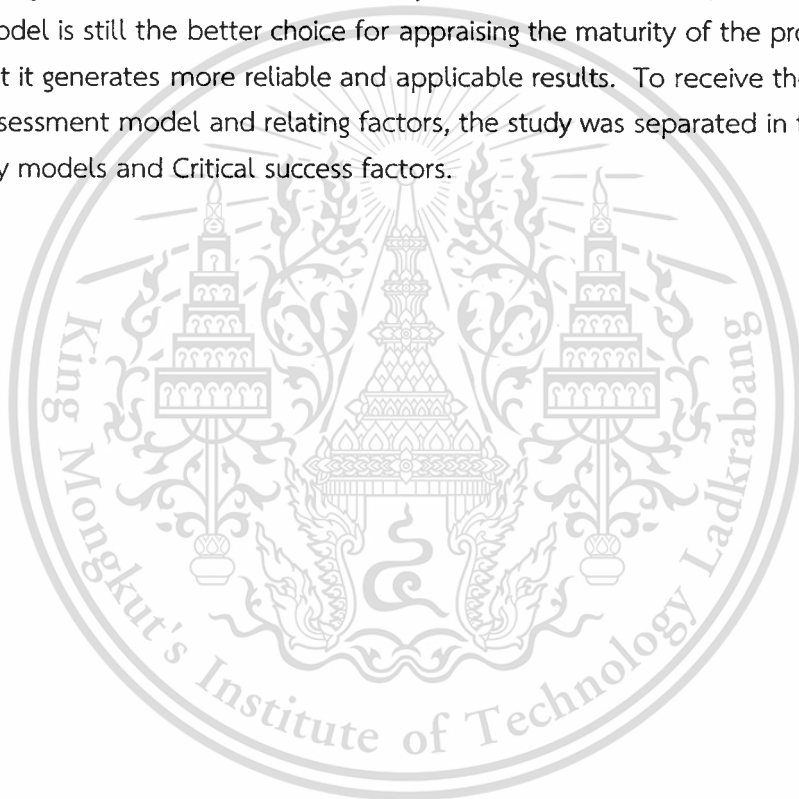 odel is still the better choice for appraising the maturity of the pro
t it generates more reliable and applicable results. To receive th
sessment model and relating factors, the study was separated in
y models and Critical success factors.
King Mongkut's Institute of Technology Ladkrabang